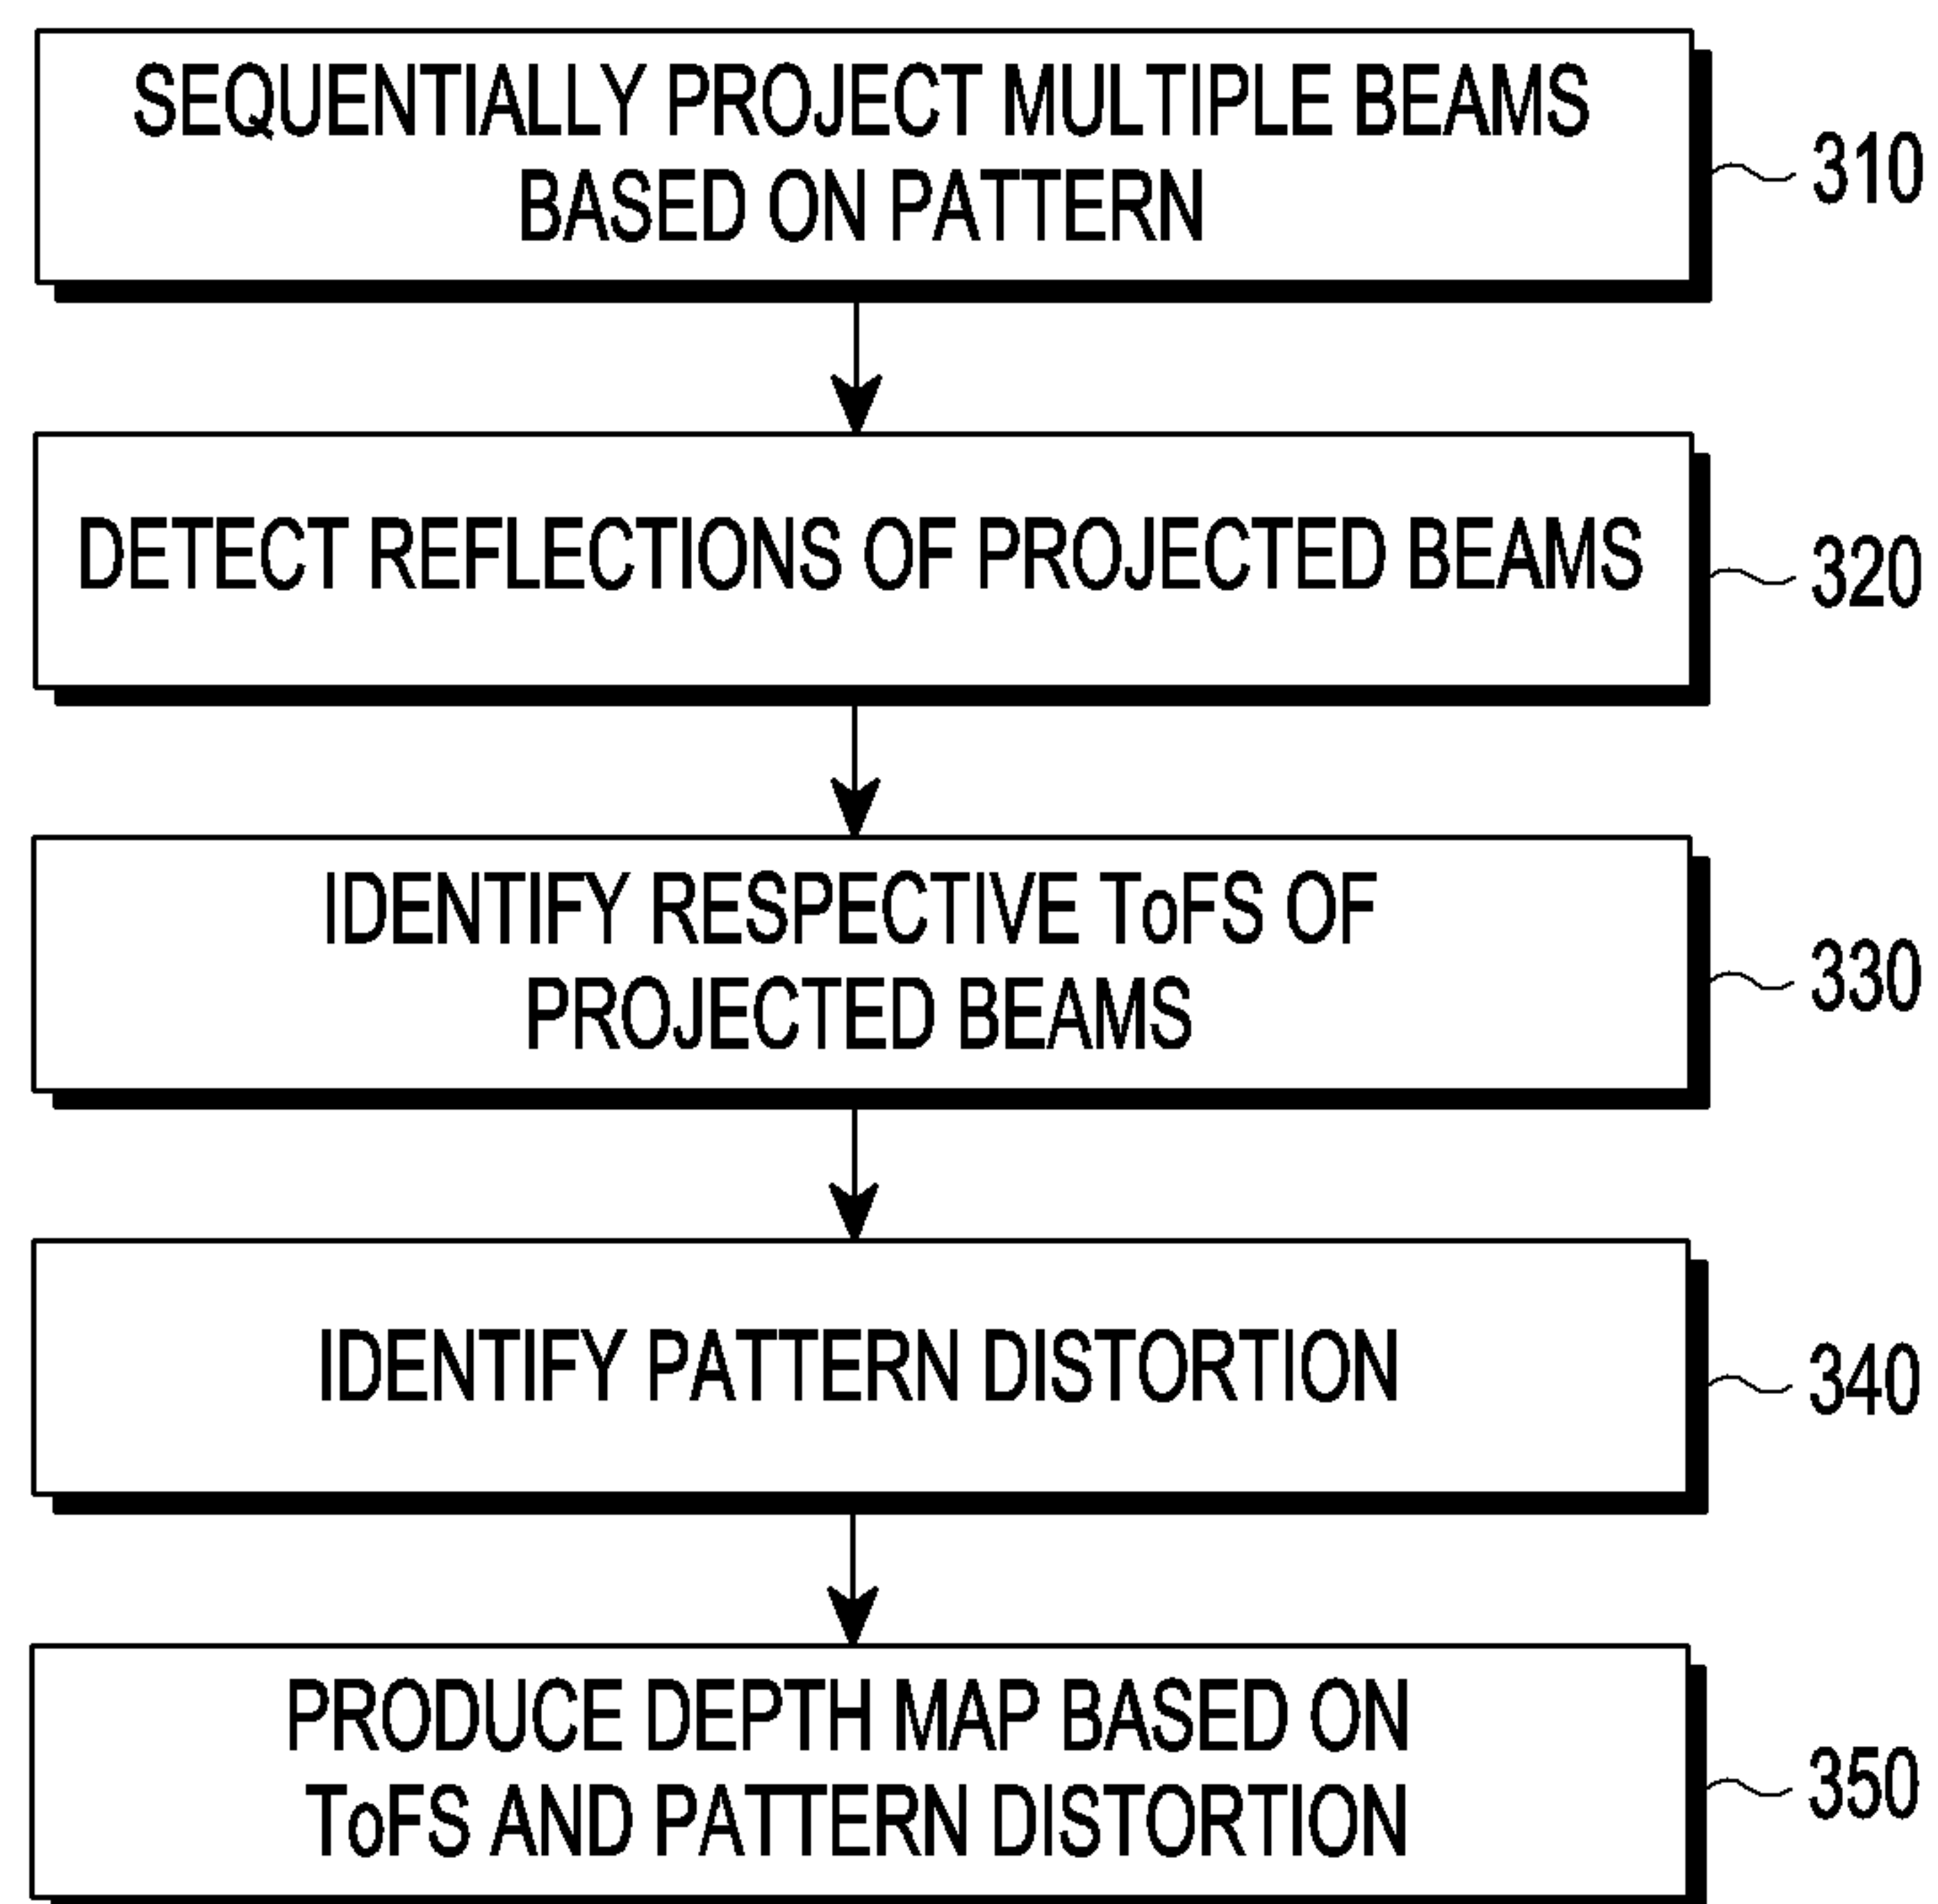 SEQUENTIALLY PROJECT MULTIPLE BEAMS
BASED ON PATTERN
310
DETECT REFLECTIONS OF PROJECTED BEAMS
320
IDENTIFY RESPECTIVE ToFS OF
PROJECTED BEAMS
330
IDENTIFY PATTERN DISTORTION
340
PRODUCE DEPTH MAP BASED ON
ToFS AND PATTERN DISTORTION
350